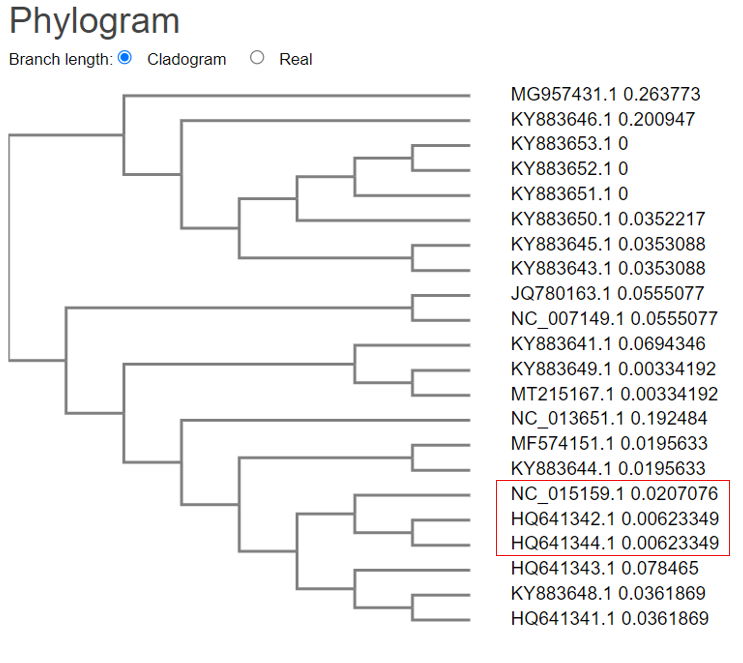 Phylogram
Branch length: Cladogram Real
MG957431.1 0.263773
KY883646.1 0.200947
KY883653.1 0
KY883652.1 0
KY883651.1 0
KY883650.1 0.0352217
KY883645.1 0.0353088
KY883643.1 0.0353088
JQ780163.1 0.0555077
NC_007149.1 0.0555077
KY883641.1 0.0694346
KY883649.1 0.00334192
MT215167.1 0.00334192
NC_013651.1 0.192484
MF574151.1 0.0195633
KY883644.1 0.0195633
NC_015159.1 0.0207076
HQ641342.1 0.00623349
HQ641344.1 0.00623349
HQ641343.1 0.078465
KY883648.1 0.0361869
HQ641341.1 0.0361869